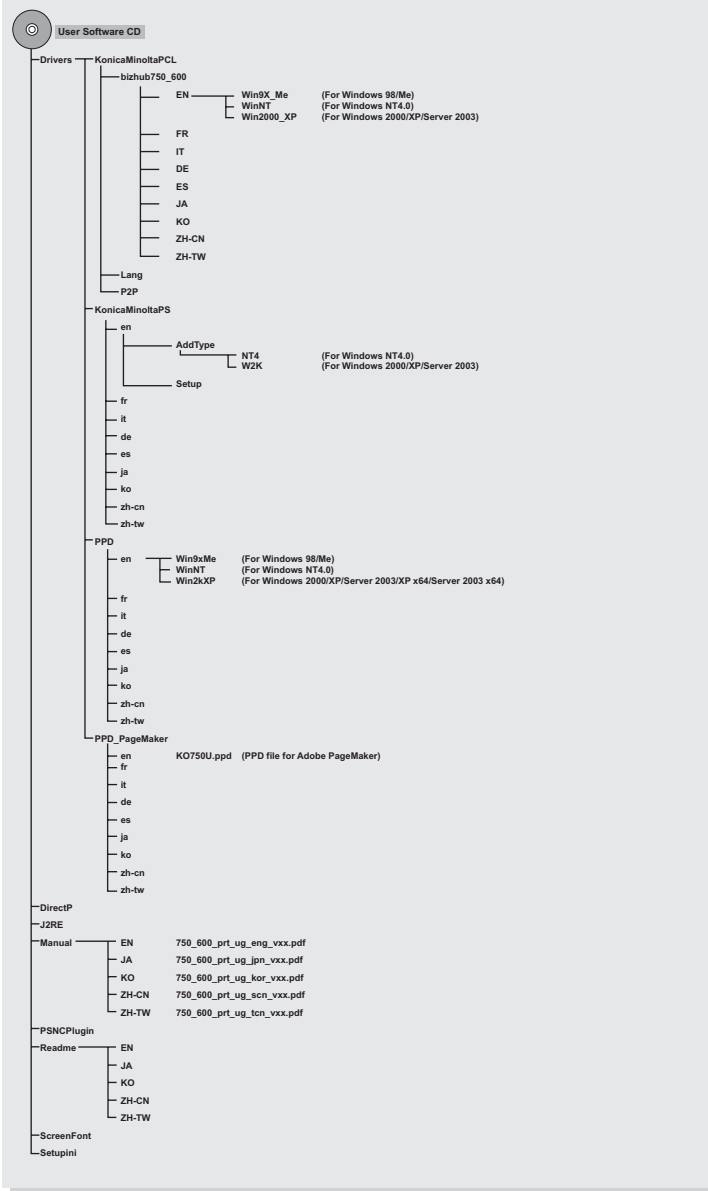 User Software CD
Drivers KonicaMinoltaPCL
bizhub750_600
EN Win9X_Me (For Windows 98/Me)
WinNT (For Windows NT4.0)
Win2000_XP (For Windows 2000/XP/Server 2003)
FR
IT
DE
ES
JA
KO
ZH-CN
ZH-TW
Lang
P2P
KonicaMinoltaPS
en
AddType
NT4 (For Windows NT4.0)
W2K (For Windows 2000/XP/Server 2003)
Setup
fr
it
de
es
ja
ko
zh-cn
zh-tw
PPD
en Win9xMe (For Windows 98/Me)
WinNT (For Windows NT4.0)
Win2kXP (For Windows 2000/XP/Server 2003/XP x64/Server 2003 x64)
fr
it
de
es
ja
ko
zh-cn
zh-tw
PPD_PageMaker
en KO750U.ppd (PPD file for Adobe PageMaker)
fr
it
de
es
ja
ko
zh-cn
zh-tw
DirectP
J2RE
Manual EN 750_600_prt_ug_eng_vxx.pdf
JA 750_600_prt_ug_jpn_vxx.pdf
KO 750_600_prt_ug_kor_vxx.pdf
ZH-CN 750_600_prt_ug_scn_vxx.pdf
ZH-TW 750_600_prt_ug_tcn_vxx.pdf
PSNCPlugin
Readme EN
JA
KO
ZH-CN
ZH-TW
ScreenFont
Setupini